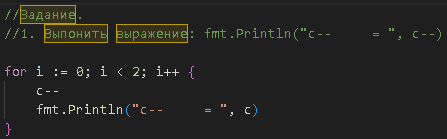 //Задание.
//1. Выпонить выражение: fmt.Println("c--     = ", c--)
for i := 0; i < 2; i++ {
    c--
    fmt.Println("c--     = ", c)
}